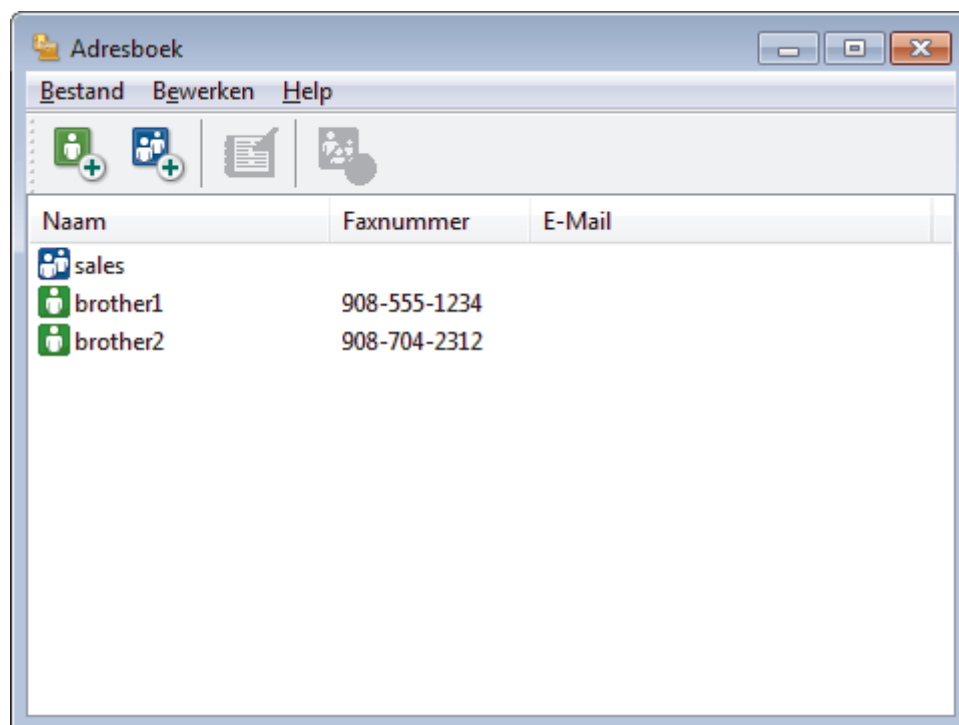 Adresboek
Bestand Bewerken Help
Naam Faxnummer E-Mail
sales
brother1 908-555-1234
brother2 908-704-2312